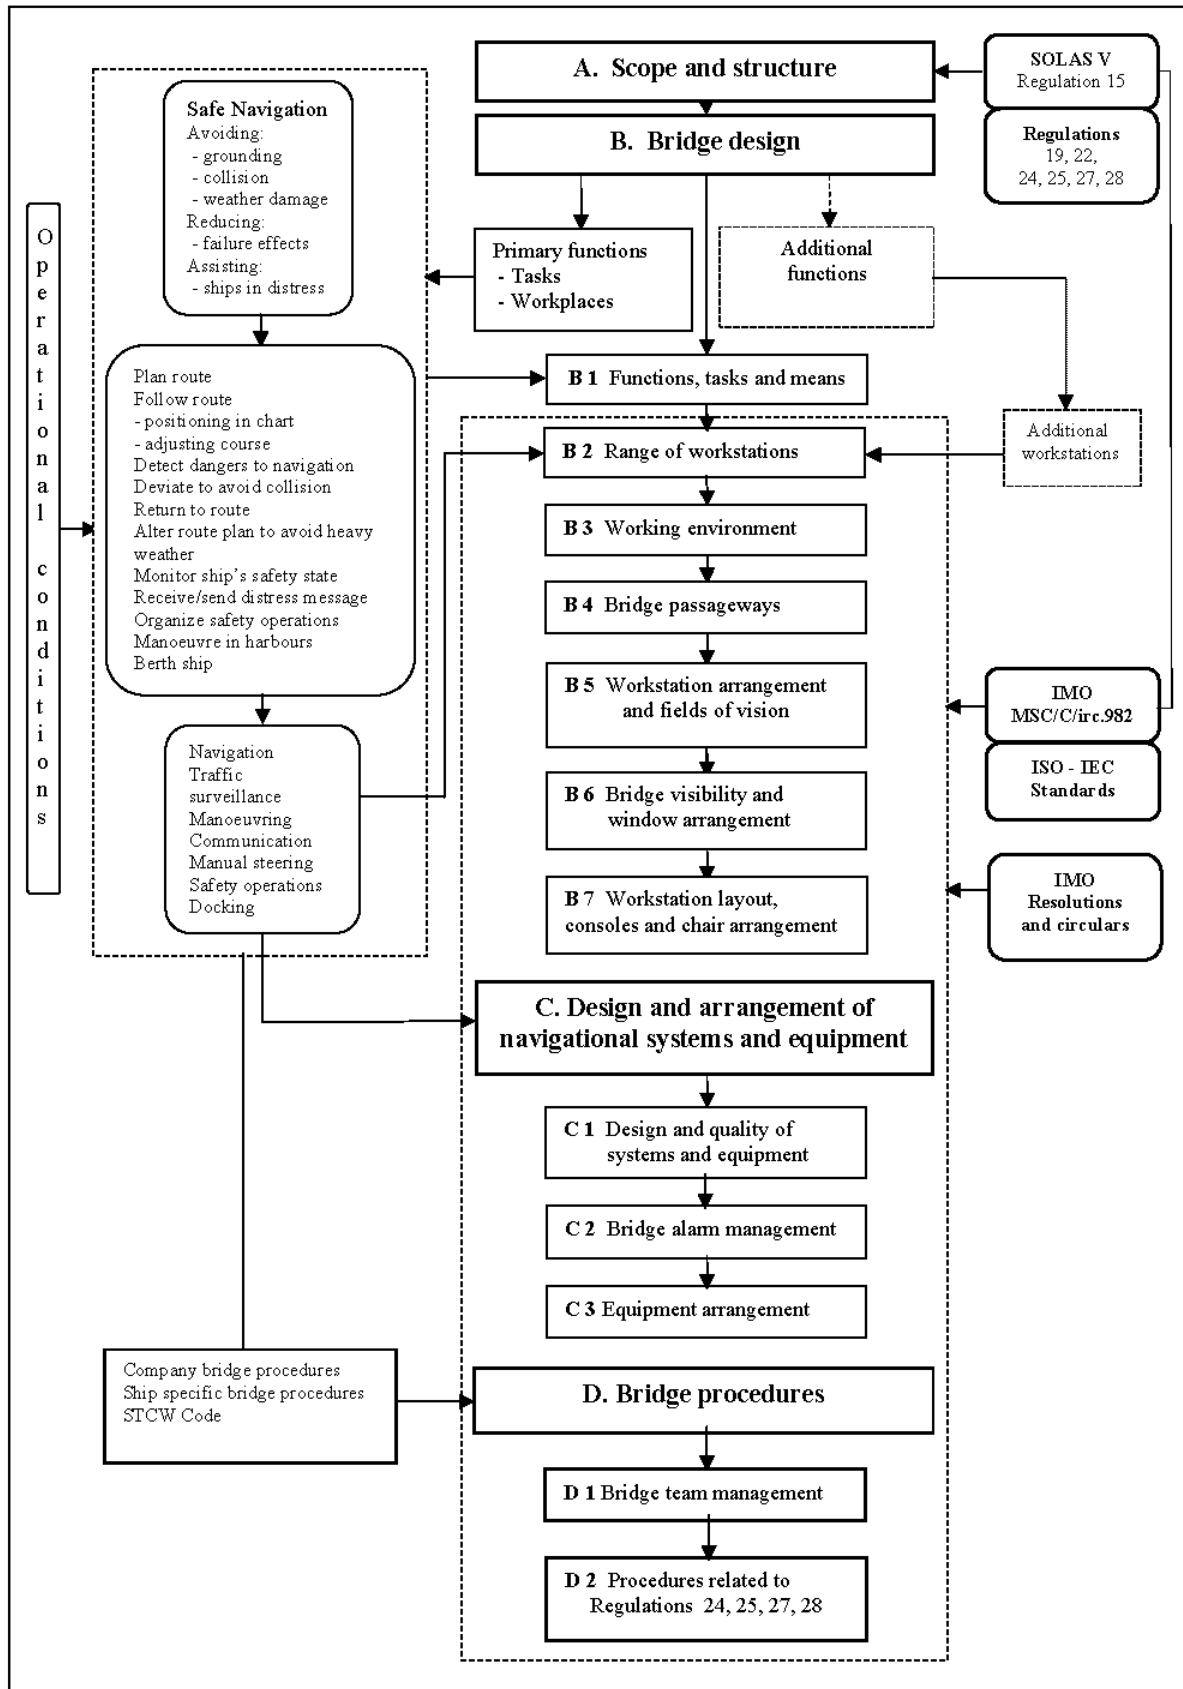 A. Scope and structure
SOLAS V
Regulation 15
B. Bridge design
Regulations
19, 22,
24, 25, 27, 28
Operational conditions
Safe Navigation
Avoiding:
- grounding
- collision
- weather damage
Reducing:
- failure effects
Assisting:
- ships in distress
Primary functions
- Tasks
- Workplaces
Additional
functions
Plan route
Follow route
- positioning in chart
- adjusting course
Detect dangers to navigation
Deviate to avoid collision
Return to route
Alter route plan to avoid heavy
weather
Monitor ship's safety state
Receive/send distress message
Organize safety operations
Manoeuvre in harbours
Berth ship
B 1 Functions, tasks and means
B 2 Range of workstations
Additional
workstations
B 3 Working environment
B 4 Bridge passageways
B 5 Workstation arrangement
and fields of vision
IMO
MSC/C/irc.982
ISO - IEC
Standards
Navigation
Traffic
surveillance
Manoeuvring
Communication
Manual steering
Safety operations
Docking
B 6 Bridge visibility and
window arrangement
B 7 Workstation layout,
consoles and chair arrangement
IMO
Resolutions
and circulars
C. Design and arrangement of
navigational systems and equipment
C 1 Design and quality of
systems and equipment
C 2 Bridge alarm management
C 3 Equipment arrangement
Company bridge procedures
Ship specific bridge procedures
STCW Code
D. Bridge procedures
D 1 Bridge team management
D 2 Procedures related to
Regulations 24, 25, 27, 28